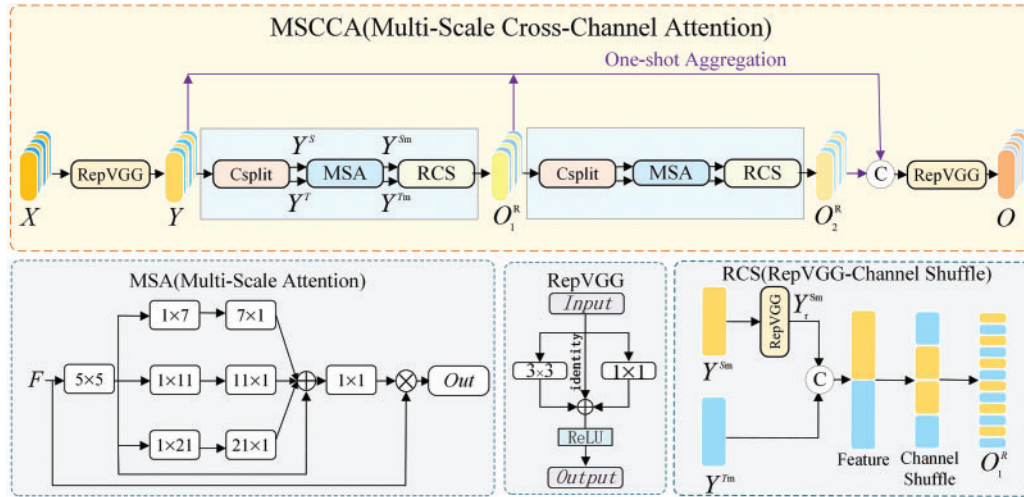 MSCCA(Multi-Scale Cross-Channel Attention)
One-shot Aggregation
Y^S Y^Sm
RepVGG Csplit MSA RCS Csplit MSA RCS C RepVGG
Y^T Y^Tm
X Y O_1^R O_2^R O
MSA(Multi-Scale Attention)
1×7 7×1
F 5×5 1×11 11×1 1×1 Out
1×21 21×1
RepVGG
Input
identity
3×3 1×1
ReLU
Output
RCS(RepVGG-Channel Shuffle)
RepVGG Y_r^Sm
Y^Sm
C
Y^Tm
Feature
Channel
Shuffle
O_1^R